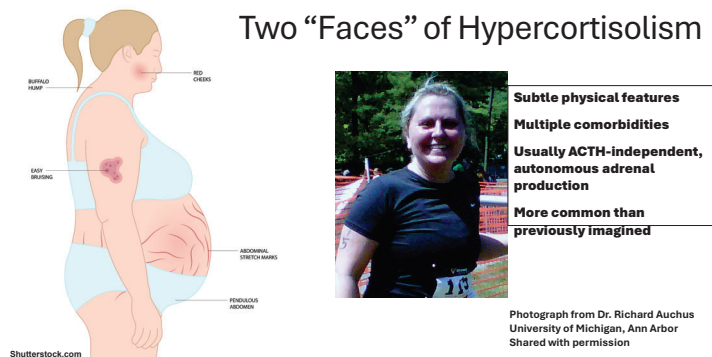 Two “Faces” of Hypercortisolism
BUFFALO
HUMP
RED
CHEEKS
EASY
BRUISING
ABDOMINAL
STRETCH MARKS
PENDULOUS
ABDOMEN
Shutterstock.com
Subtle physical features
Multiple comorbidities
Usually ACTH-independent,
autonomous adrenal
production
More common than
previously imagined
Photograph from Dr. Richard Auchus
University of Michigan, Ann Arbor
Shared with permission